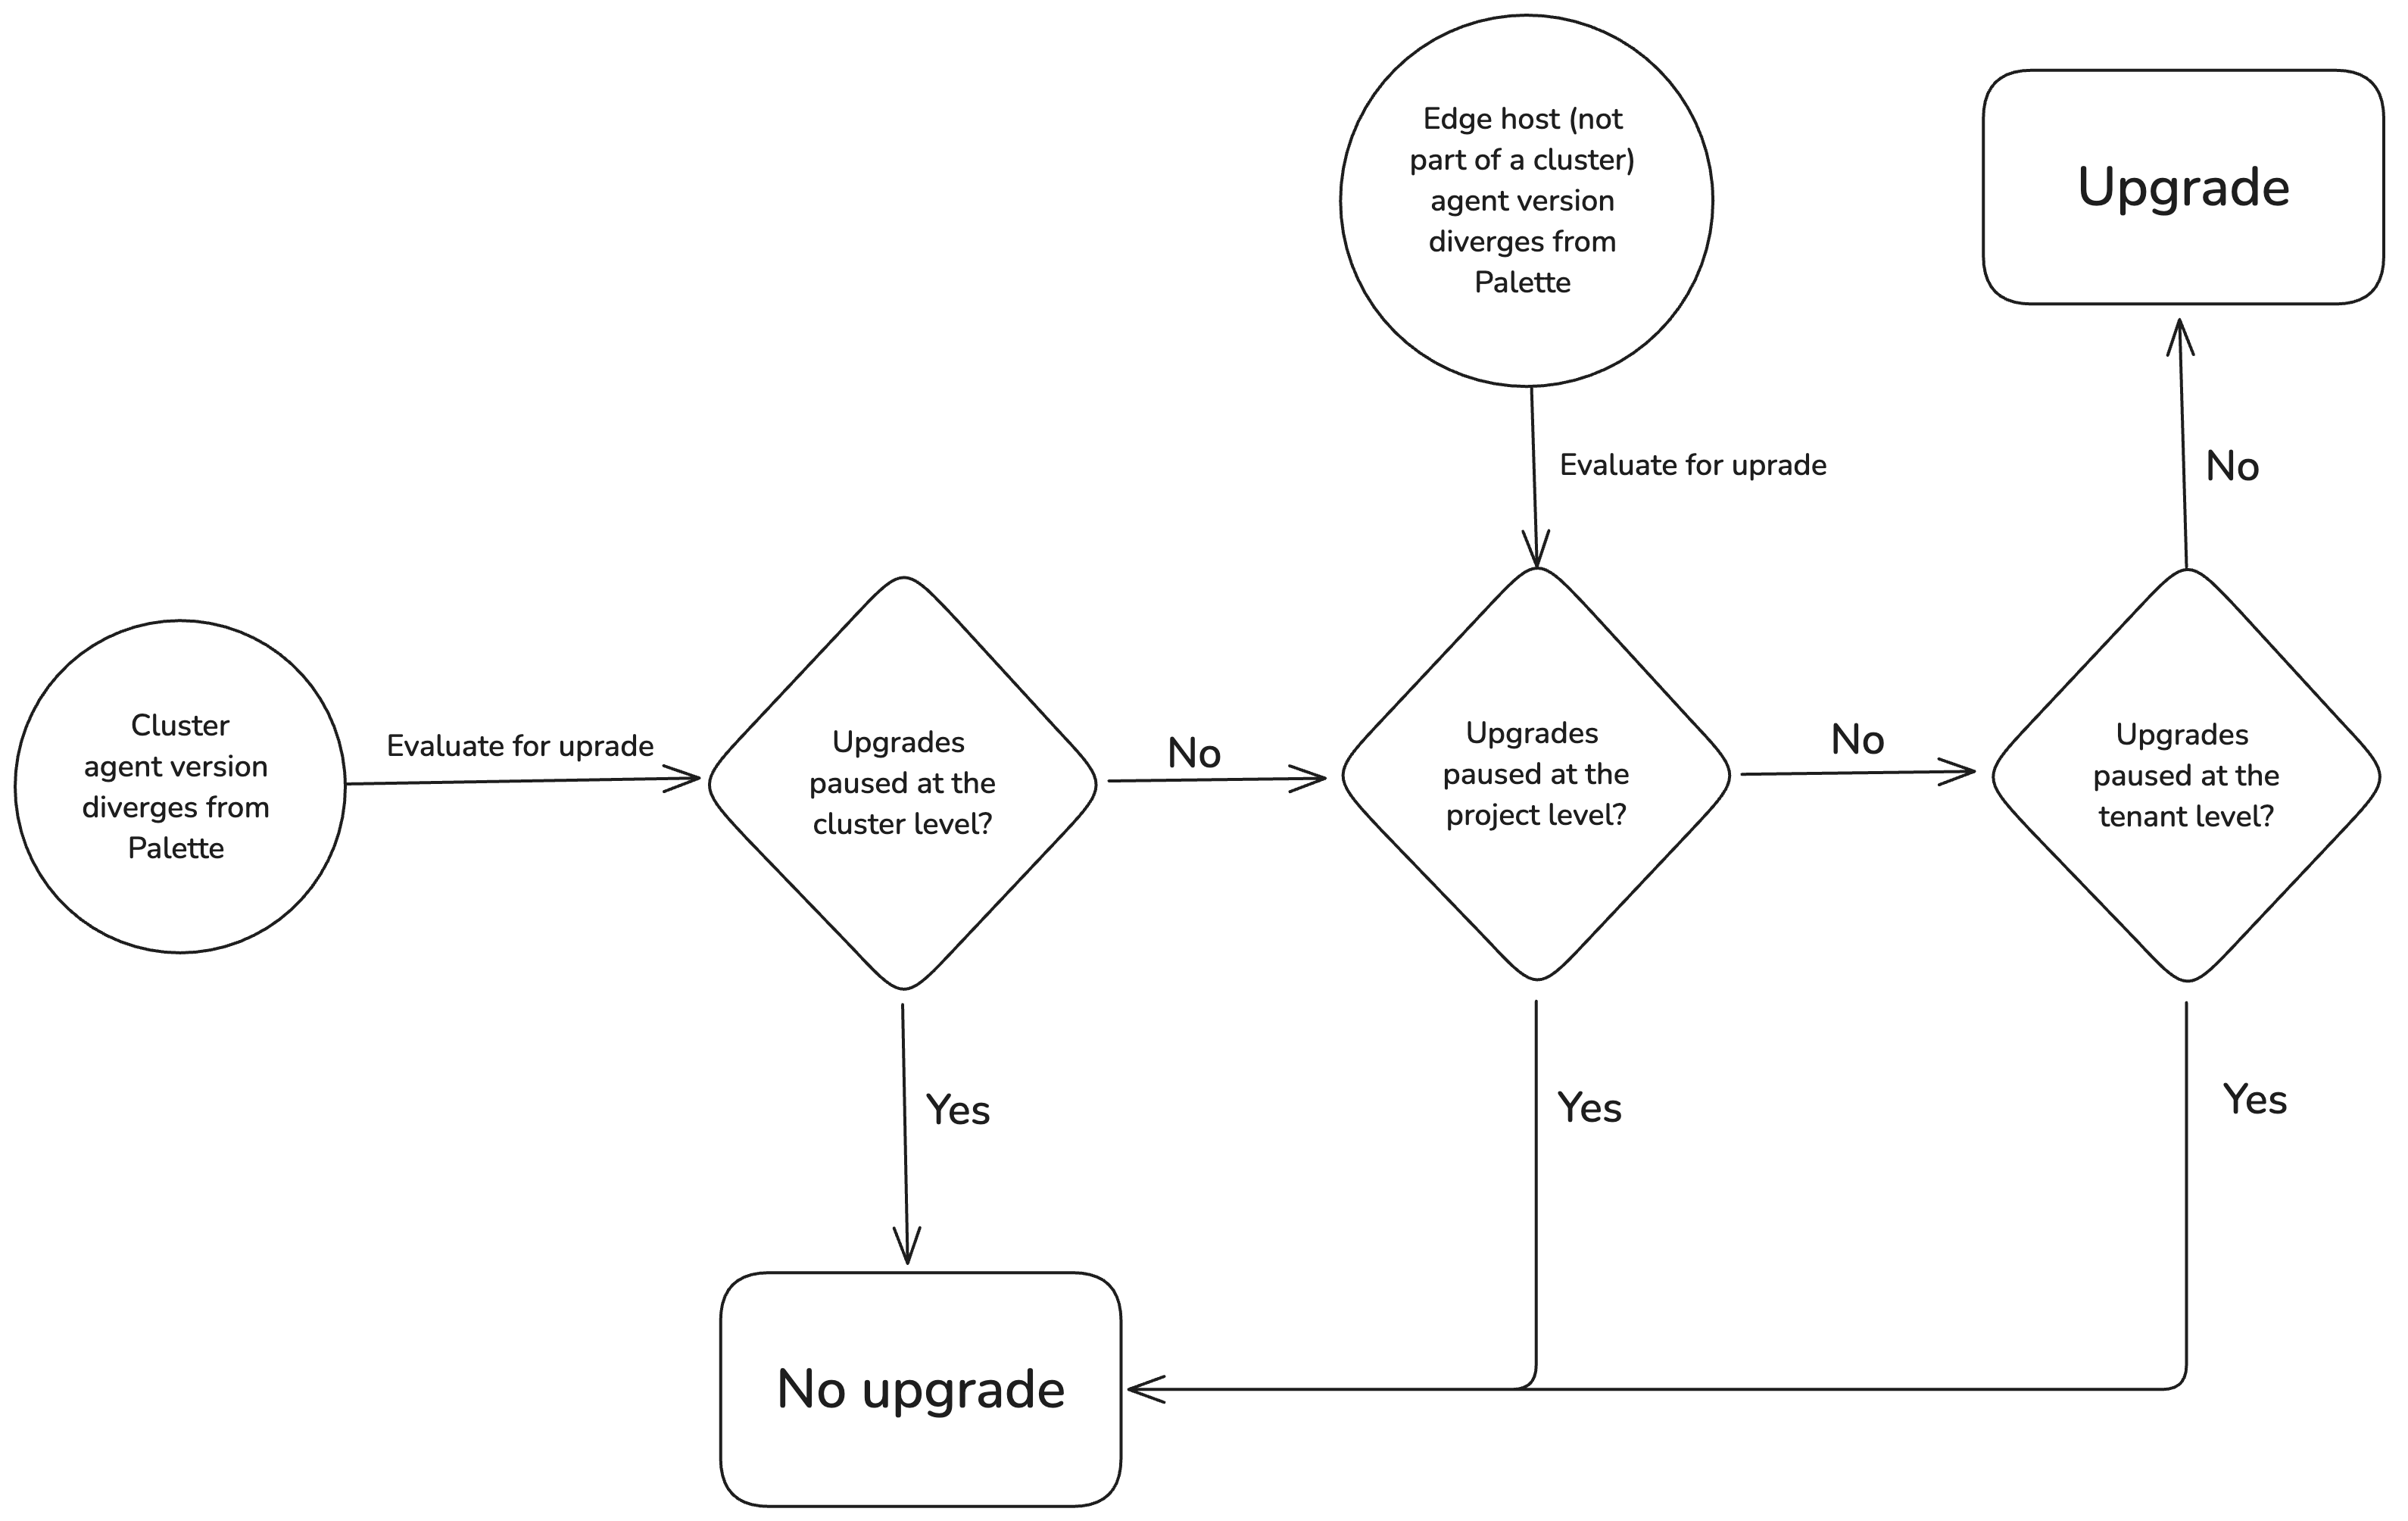 Edge host (not
part of a cluster)
agent version
diverges from
Palette
Upgrade
Evaluate for uprade
No
Cluster
agent version
diverges from
Palette
Evaluate for uprade
Upgrades
paused at the
cluster level?
No
Upgrades
paused at the
project level?
No
Upgrades
paused at the
tenant level?
Yes
Yes
Yes
No upgrade